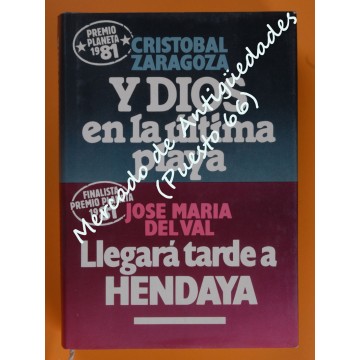 PREMIO
PLANETA
1981
CRISTOBAL
ZARAGOZA
Y DIOS
en la última
playa
FINALISTA
PREMIO PLANETA
1981
JOSE MARIA
DEL VAL
Llegará tarde a
HENDAYA
Mercado de Antigüedades
(Puesto 66)